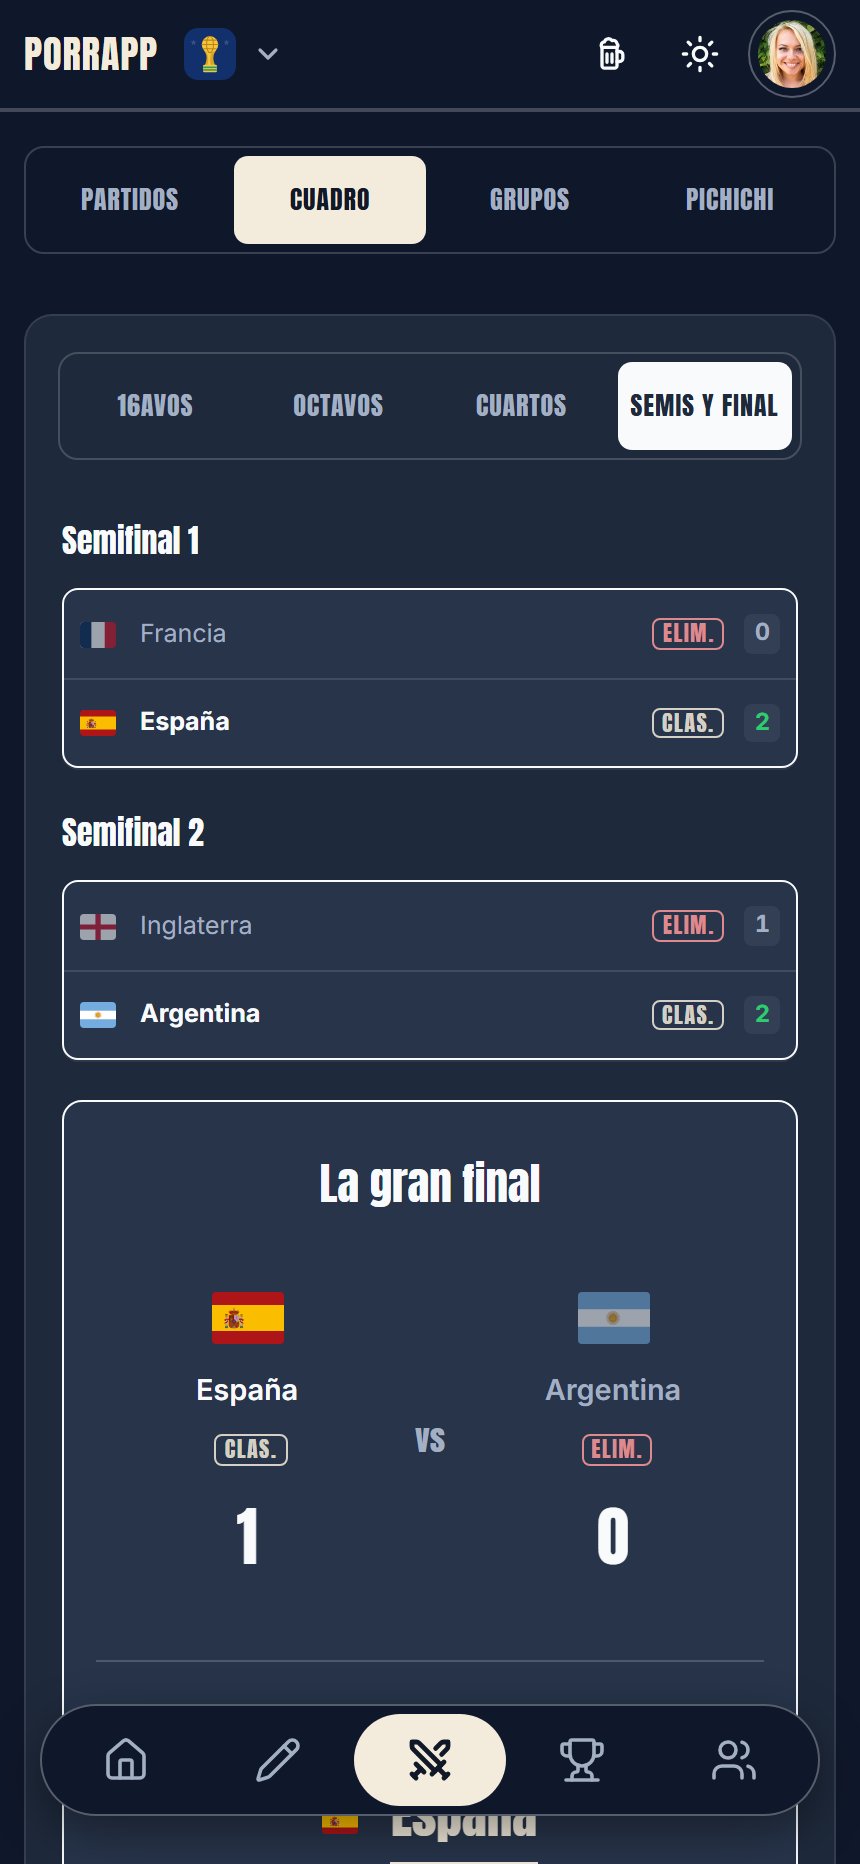 PORRAPP
PARTIDOS CUADRO GRUPOS PICHICHI
16AVOS OCTAVOS CUARTOS SEMIS Y FINAL
Semifinal 1
Francia ELIM. 0
España CLAS. 2
Semifinal 2
Inglaterra ELIM. 1
Argentina CLAS. 2
La gran final
España Argentina
CLAS. VS ELIM.
1 0
España